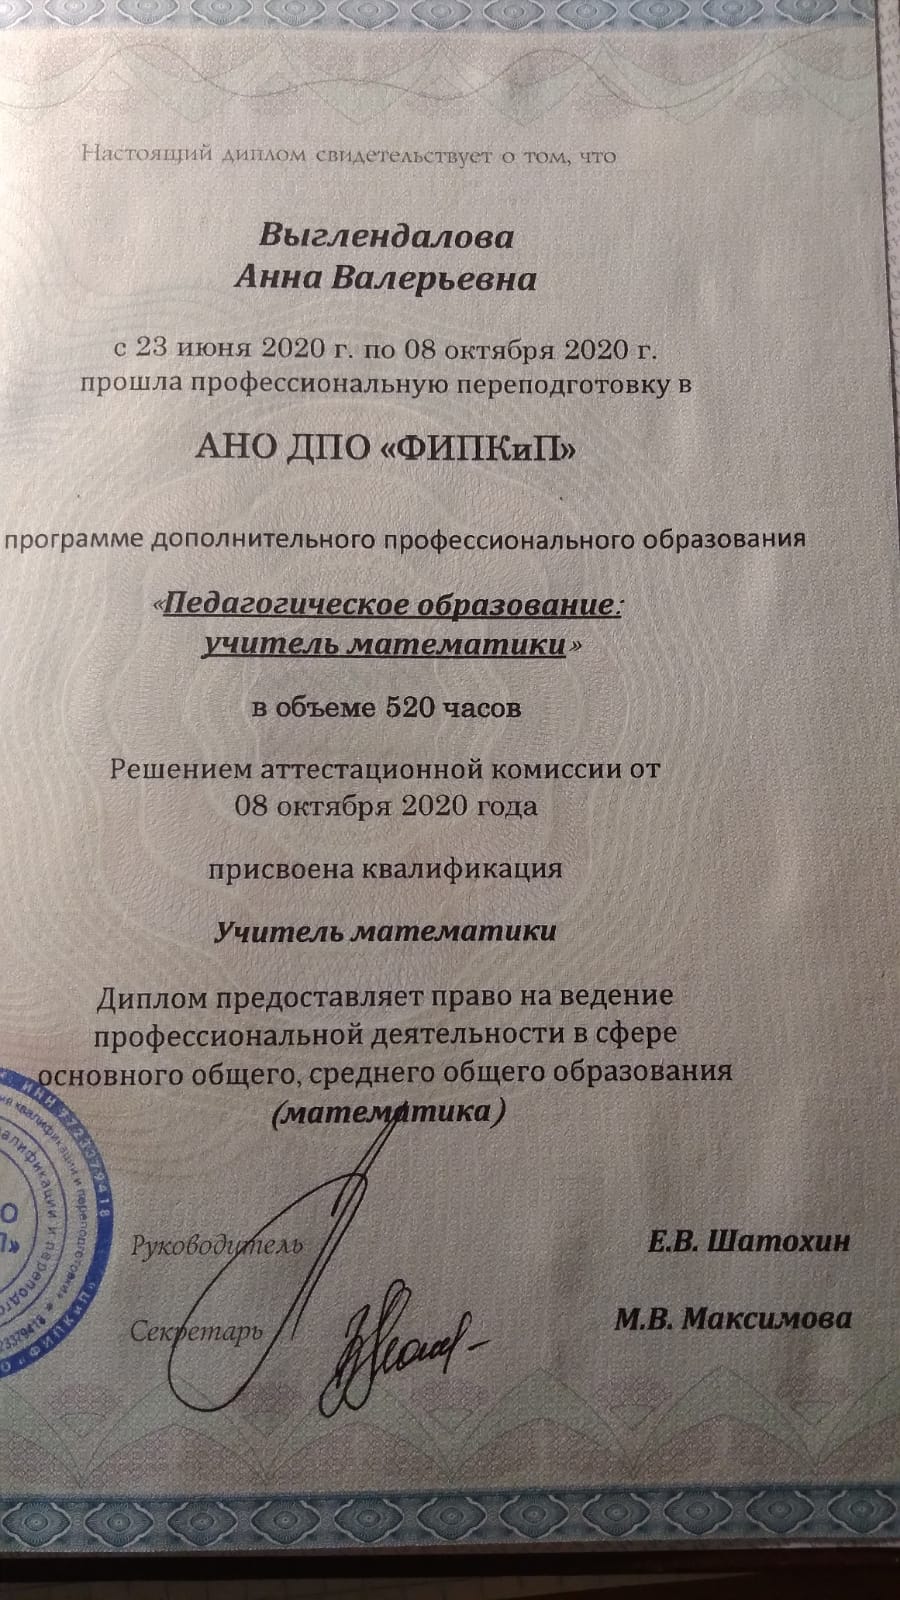 Настоящий диплом свидетельствует о том, что
Выглендалова
Анна Валерьевна
с 23 июня 2020 г. по 08 октября 2020 г.
прошла профессиональную переподготовку в
АНО ДПО «ФИПКиП»
программе дополнительного профессионального образования
«Педагогическое образование:
учитель математики»
в объеме 520 часов
Решением аттестационной комиссии от
08 октября 2020 года
присвоена квалификация
Учитель математики
Диплом предоставляет право на ведение
профессиональной деятельности в сфере
основного общего, среднего общего образования
(математика)
ИНН 7723379418
квалификации и переподготовки»
«ФИПКиП»
Руководитель Е.В. Шатохин
Секретарь М.В. Максимова